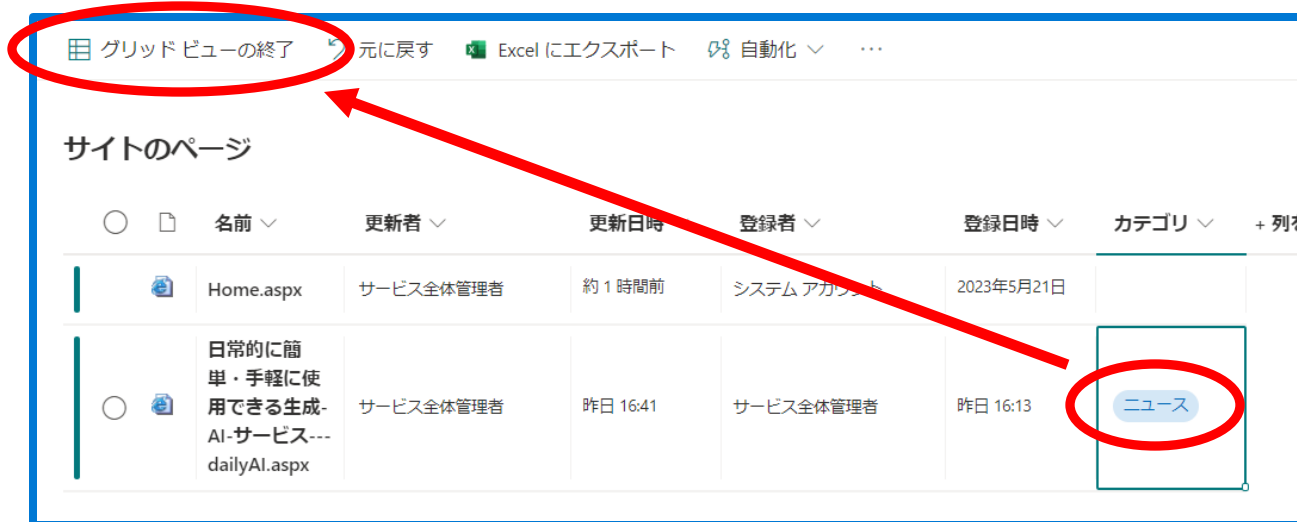 グリッド ビューの終了 元に戻す Excel にエクスポート 自動化 ...
サイトのページ
名前 更新者 更新日時 登録者 登録日時 カテゴリ + 列を
Home.aspx サービス全体管理者 約 1 時間前 システム アカウント 2023年5月21日
日常的に簡
単・手軽に使
用できる生成-
AI-サービス---
dailyAI.aspx
サービス全体管理者 昨日 16:41 サービス全体管理者 昨日 16:13 ニュース